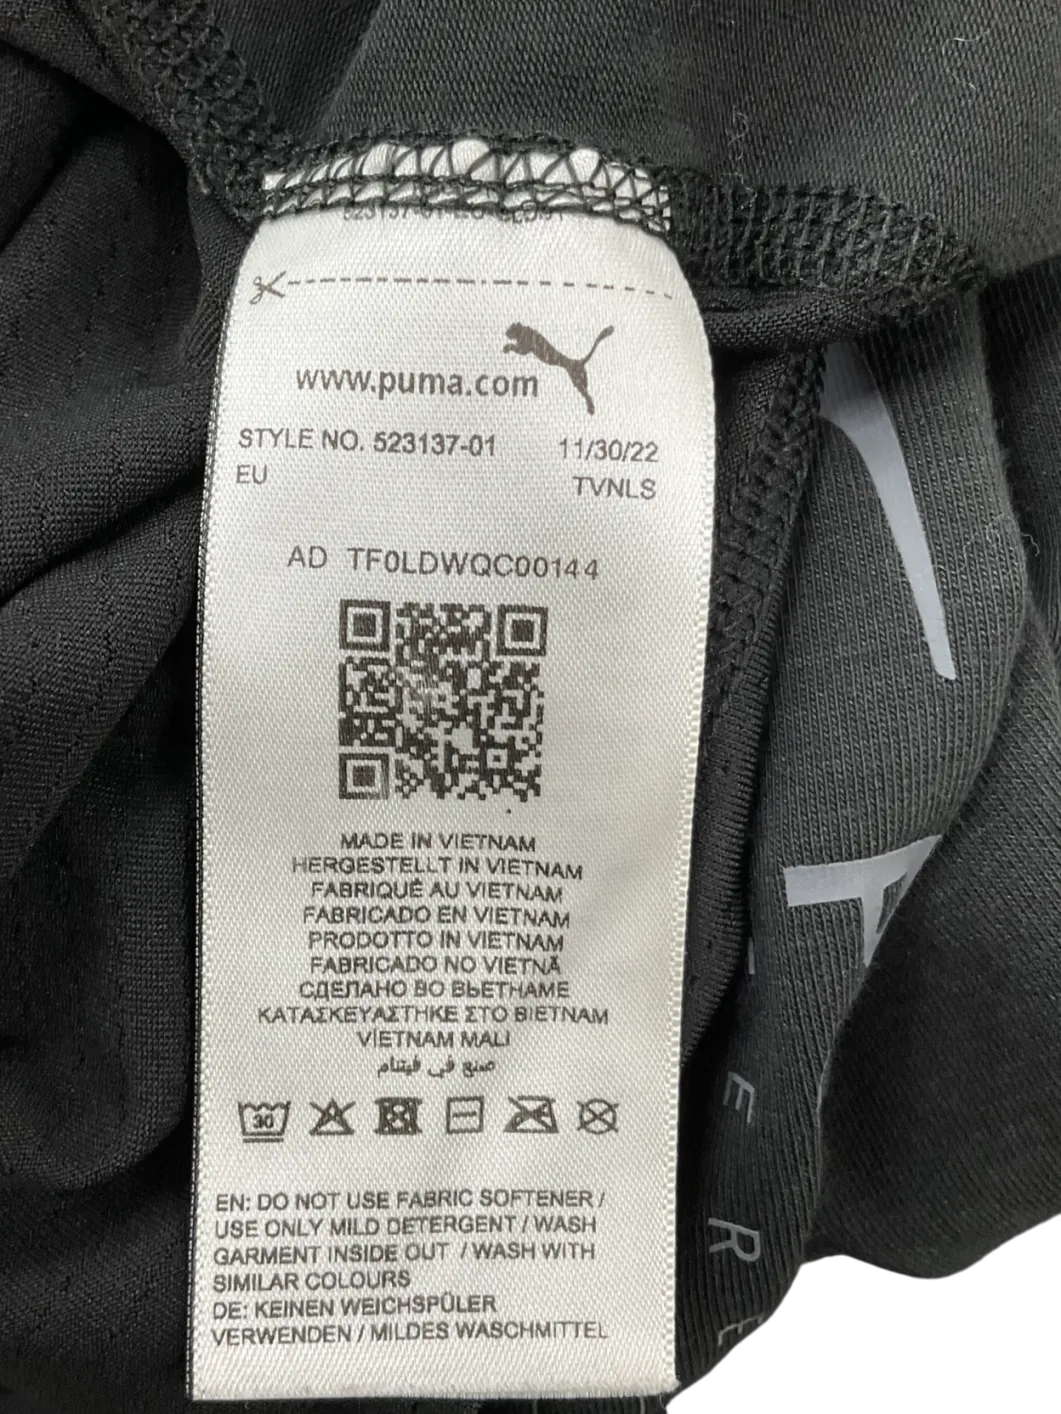 www.puma.com
STYLE NO. 523137-01 11/30/22
EU TVNLS
AD TF0LDWQC00144
MADE IN VIETNAM
HERGESTELLT IN VIETNAM
FABRIQUÉ AU VIETNAM
FABRICADO EN VIETNAM
PRODOTTO IN VIETNAM
FABRICADO NO VIETNÃ
СДЕЛАНО ВО ВЬЕТНАМЕ
ΚΑΤΑΣΚΕΥΑΣΤΗΚΕ ΣΤΟ ΒΙΕΤΝΑΜ
VİETNAM MALI
صنع في فيتنام
30
EN: DO NOT USE FABRIC SOFTENER /
USE ONLY MILD DETERGENT / WASH
GARMENT INSIDE OUT / WASH WITH
SIMILAR COLOURS
DE: KEINEN WEICHSPÜLER
VERWENDEN / MILDES WASCHMITTEL
E
R
E